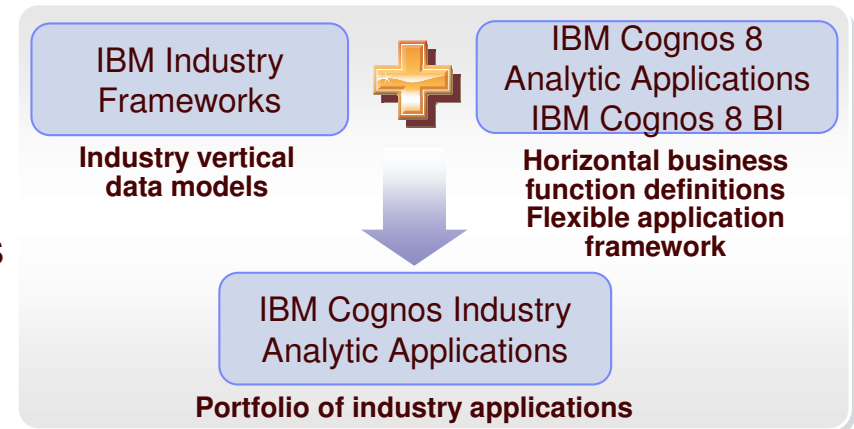 IBM Industry
Frameworks
IBM Cognos 8
Analytic Applications
IBM Cognos 8 BI
Industry vertical
data models
Horizontal business
function definitions
Flexible application
framework
s
IBM Cognos Industry
Analytic Applications
Portfolio of industry applications